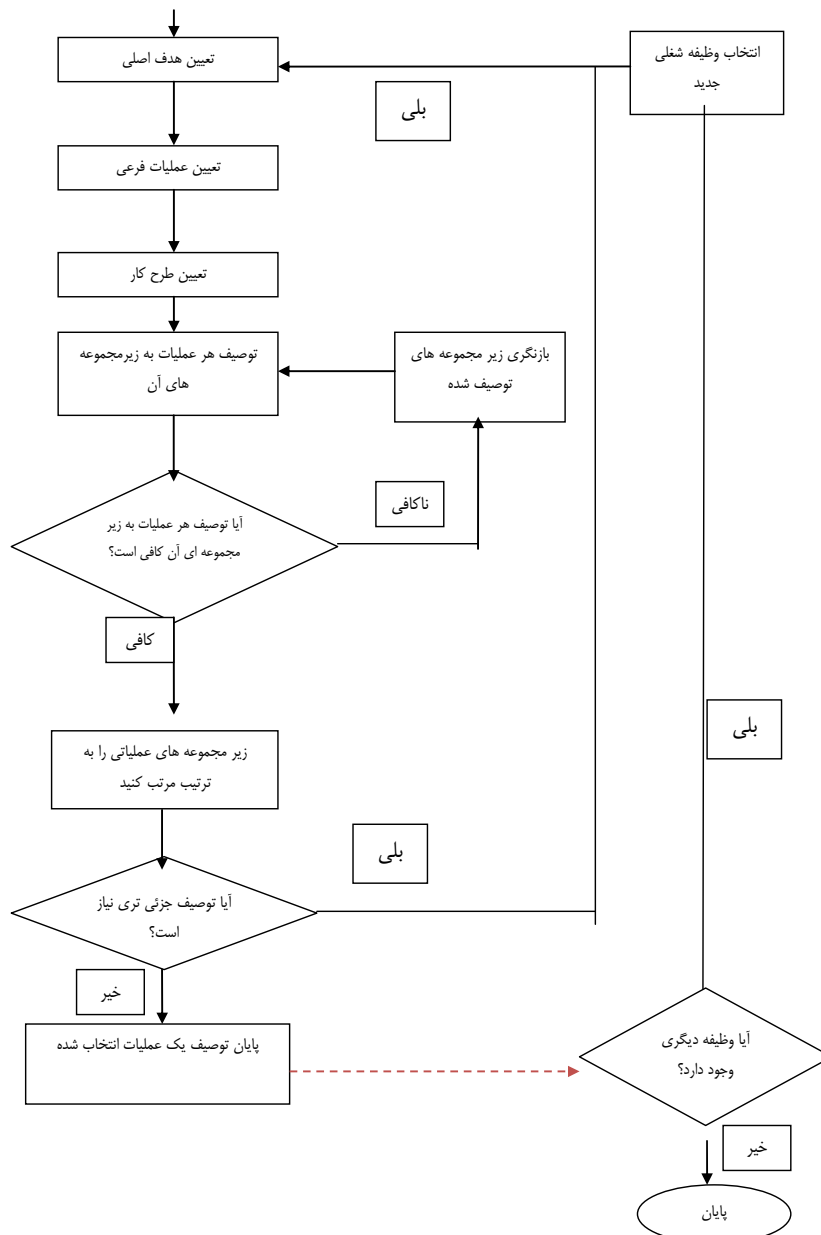 تعیین هدف اصلی
انتخاب وظیفه شغلی
جدید
بلی
تعیین عملیات فرعی
تعیین طرح کار
توصیف هر عملیات به زیرمجموعه
های آن
بازنگری زیر مجموعه های
توصیف شده
ناکافی
آیا توصیف هر عملیات به زیر
مجموعه ای آن کافی است؟
کافی
بلی
زیر مجموعه های عملیاتی را به
ترتیب مرتب کنید
بلی
آیا توصیف جزئی تری نیاز
است؟
خیر
پایان توصیف یک عملیات انتخاب شده
آیا وظیفه دیگری
وجود دارد؟
خیر
پایان